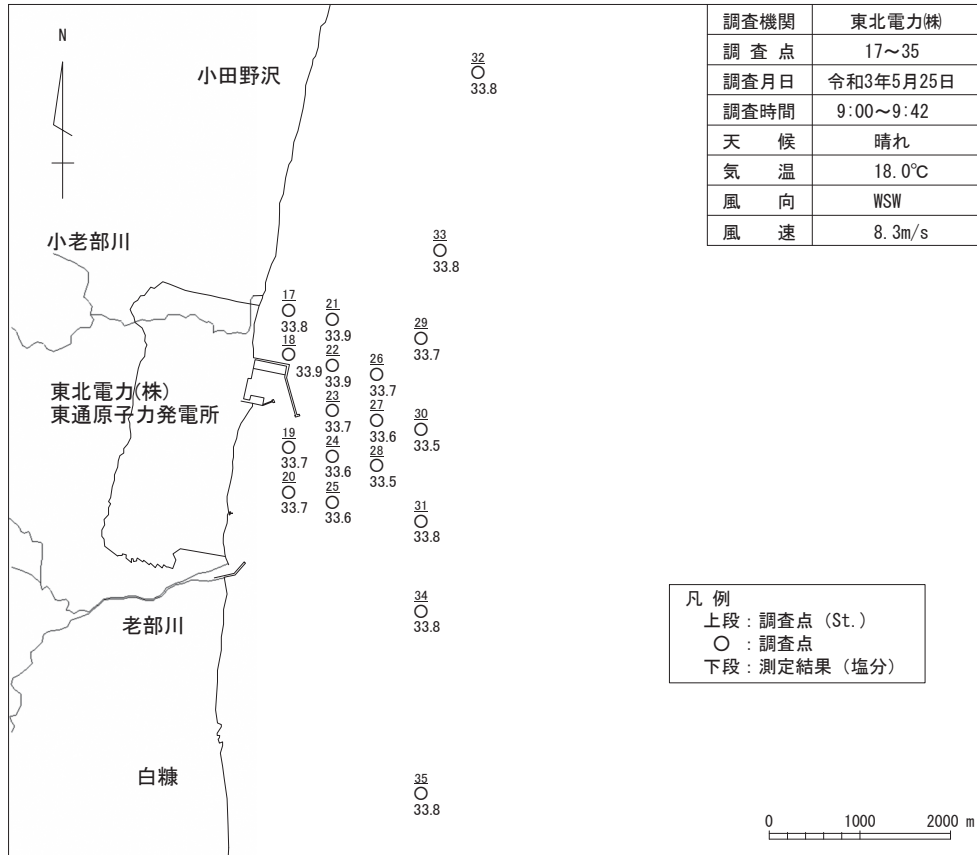 調査機関 東北電力㈱
調査点 17～35
調査月日 令和3年5月25日
調査時間 9:00～9:42
天候 晴れ
気温 18.0℃
風向 WSW
風速 8.3m/s
N
小田野沢
32
33.8
小老部川
33
33.8
17
33.8
21
33.9
29
33.7
18
33.9
22
33.9
26
33.7
東北電力(株)
東通原子力発電所
23
33.7
27
33.6
30
33.5
19
33.7
24
33.6
28
33.5
20
33.7
25
33.6
31
33.8
34
33.8
老部川
凡 例
上段：調査点（St.）
○ ：調査点
下段：測定結果（塩分）
白糠
35
33.8
0 1000 2000 m